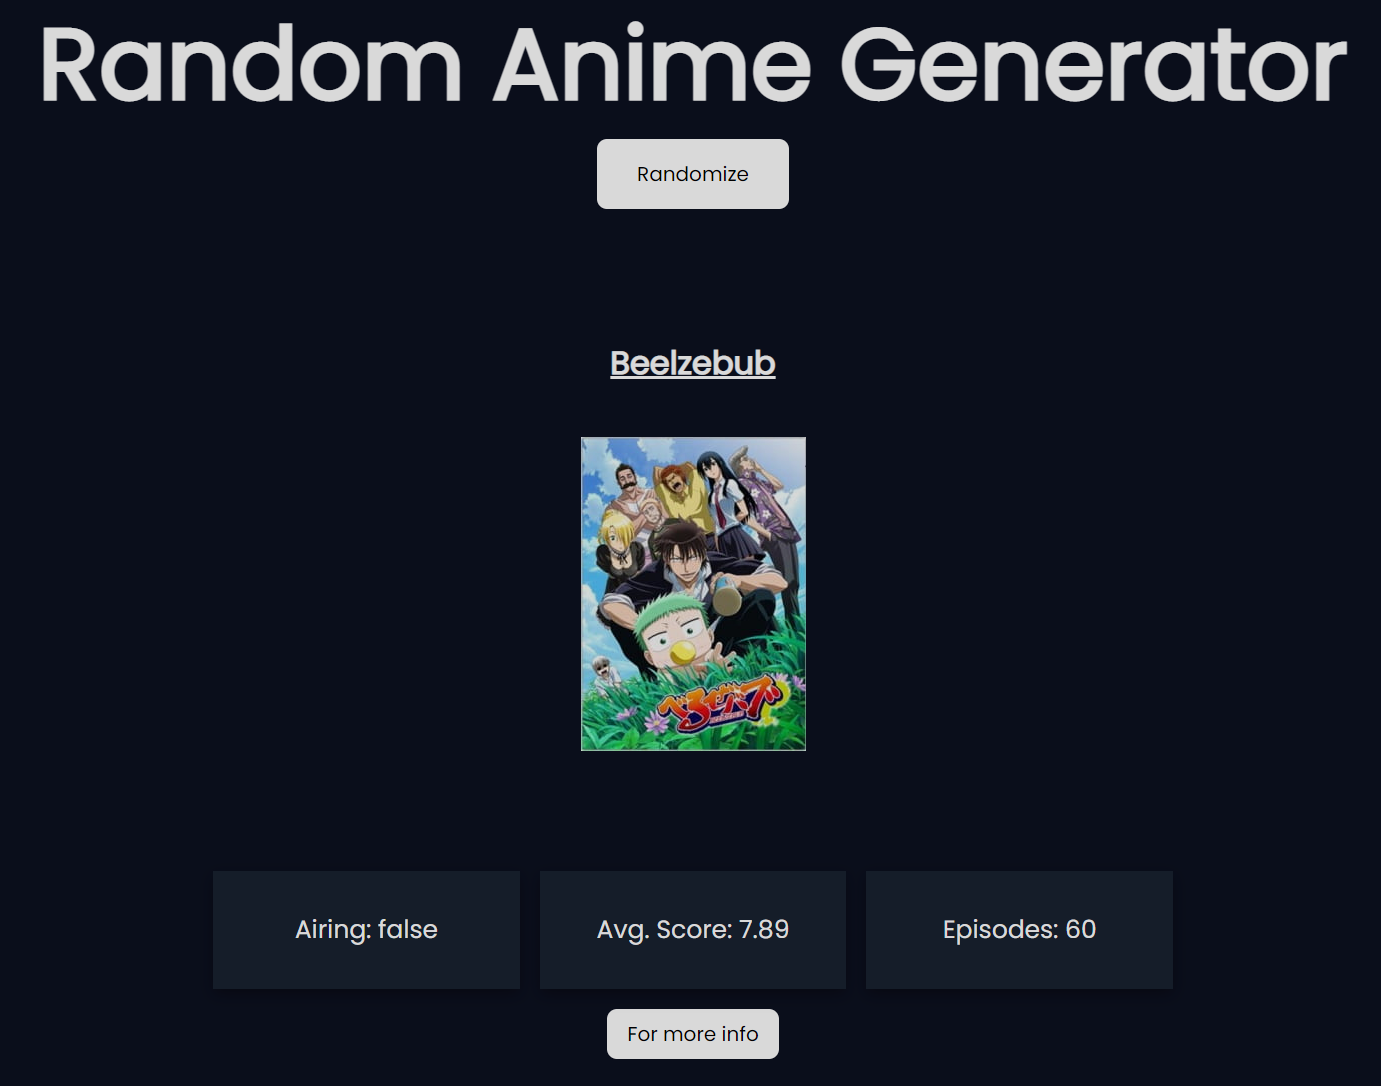 Random Anime Generator
Randomize
Beelzebub
べるぜバブ
Airing: false
Avg. Score: 7.89
Episodes: 60
For more info